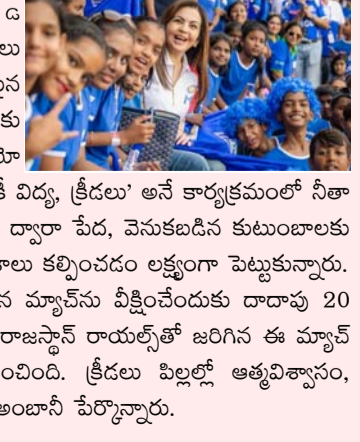 డ
లు
కు
విద్య, క్రీడలు’ అనే కార్యక్రమంలో నీతా
ద్వారా పేద, వెనుకబడిన కుటుంబాలకు
కల్పించడం లక్ష్యంగా పెట్టుకున్నారు.
మ్యాచ్‌ను వీక్షించేందుకు దాదాపు 20
రాజస్థాన్ రాయల్స్‌తో జరిగిన ఈ మ్యాచ్
క్రీడలు పిల్లల్లో ఆత్మవిశ్వాసం,
అంబానీ పేర్కొన్నారు.